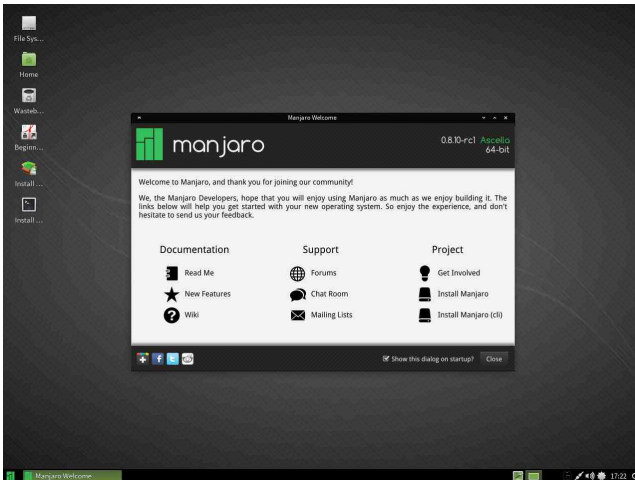 File Sys...
Home
Wasteb...
Beginn...
Install ...
Install ...
Manjaro Welcome
manjaro
0.8.10-rc1 Ascella
64-bit
Welcome to Manjaro, and thank you for joining our community!
We, the Manjaro Developers, hope that you will enjoy using Manjaro as much as we enjoy building it. The
links below will help you get started with your new operating system. So enjoy the experience, and don't
hesitate to send us your feedback.
Documentation
Support
Project
Read Me
Forums
Get Involved
New Features
Chat Room
Install Manjaro
Wiki
Mailing Lists
Install Manjaro (cli)
Show this dialog on startup?
Close
Manjaro Welcome
17:22